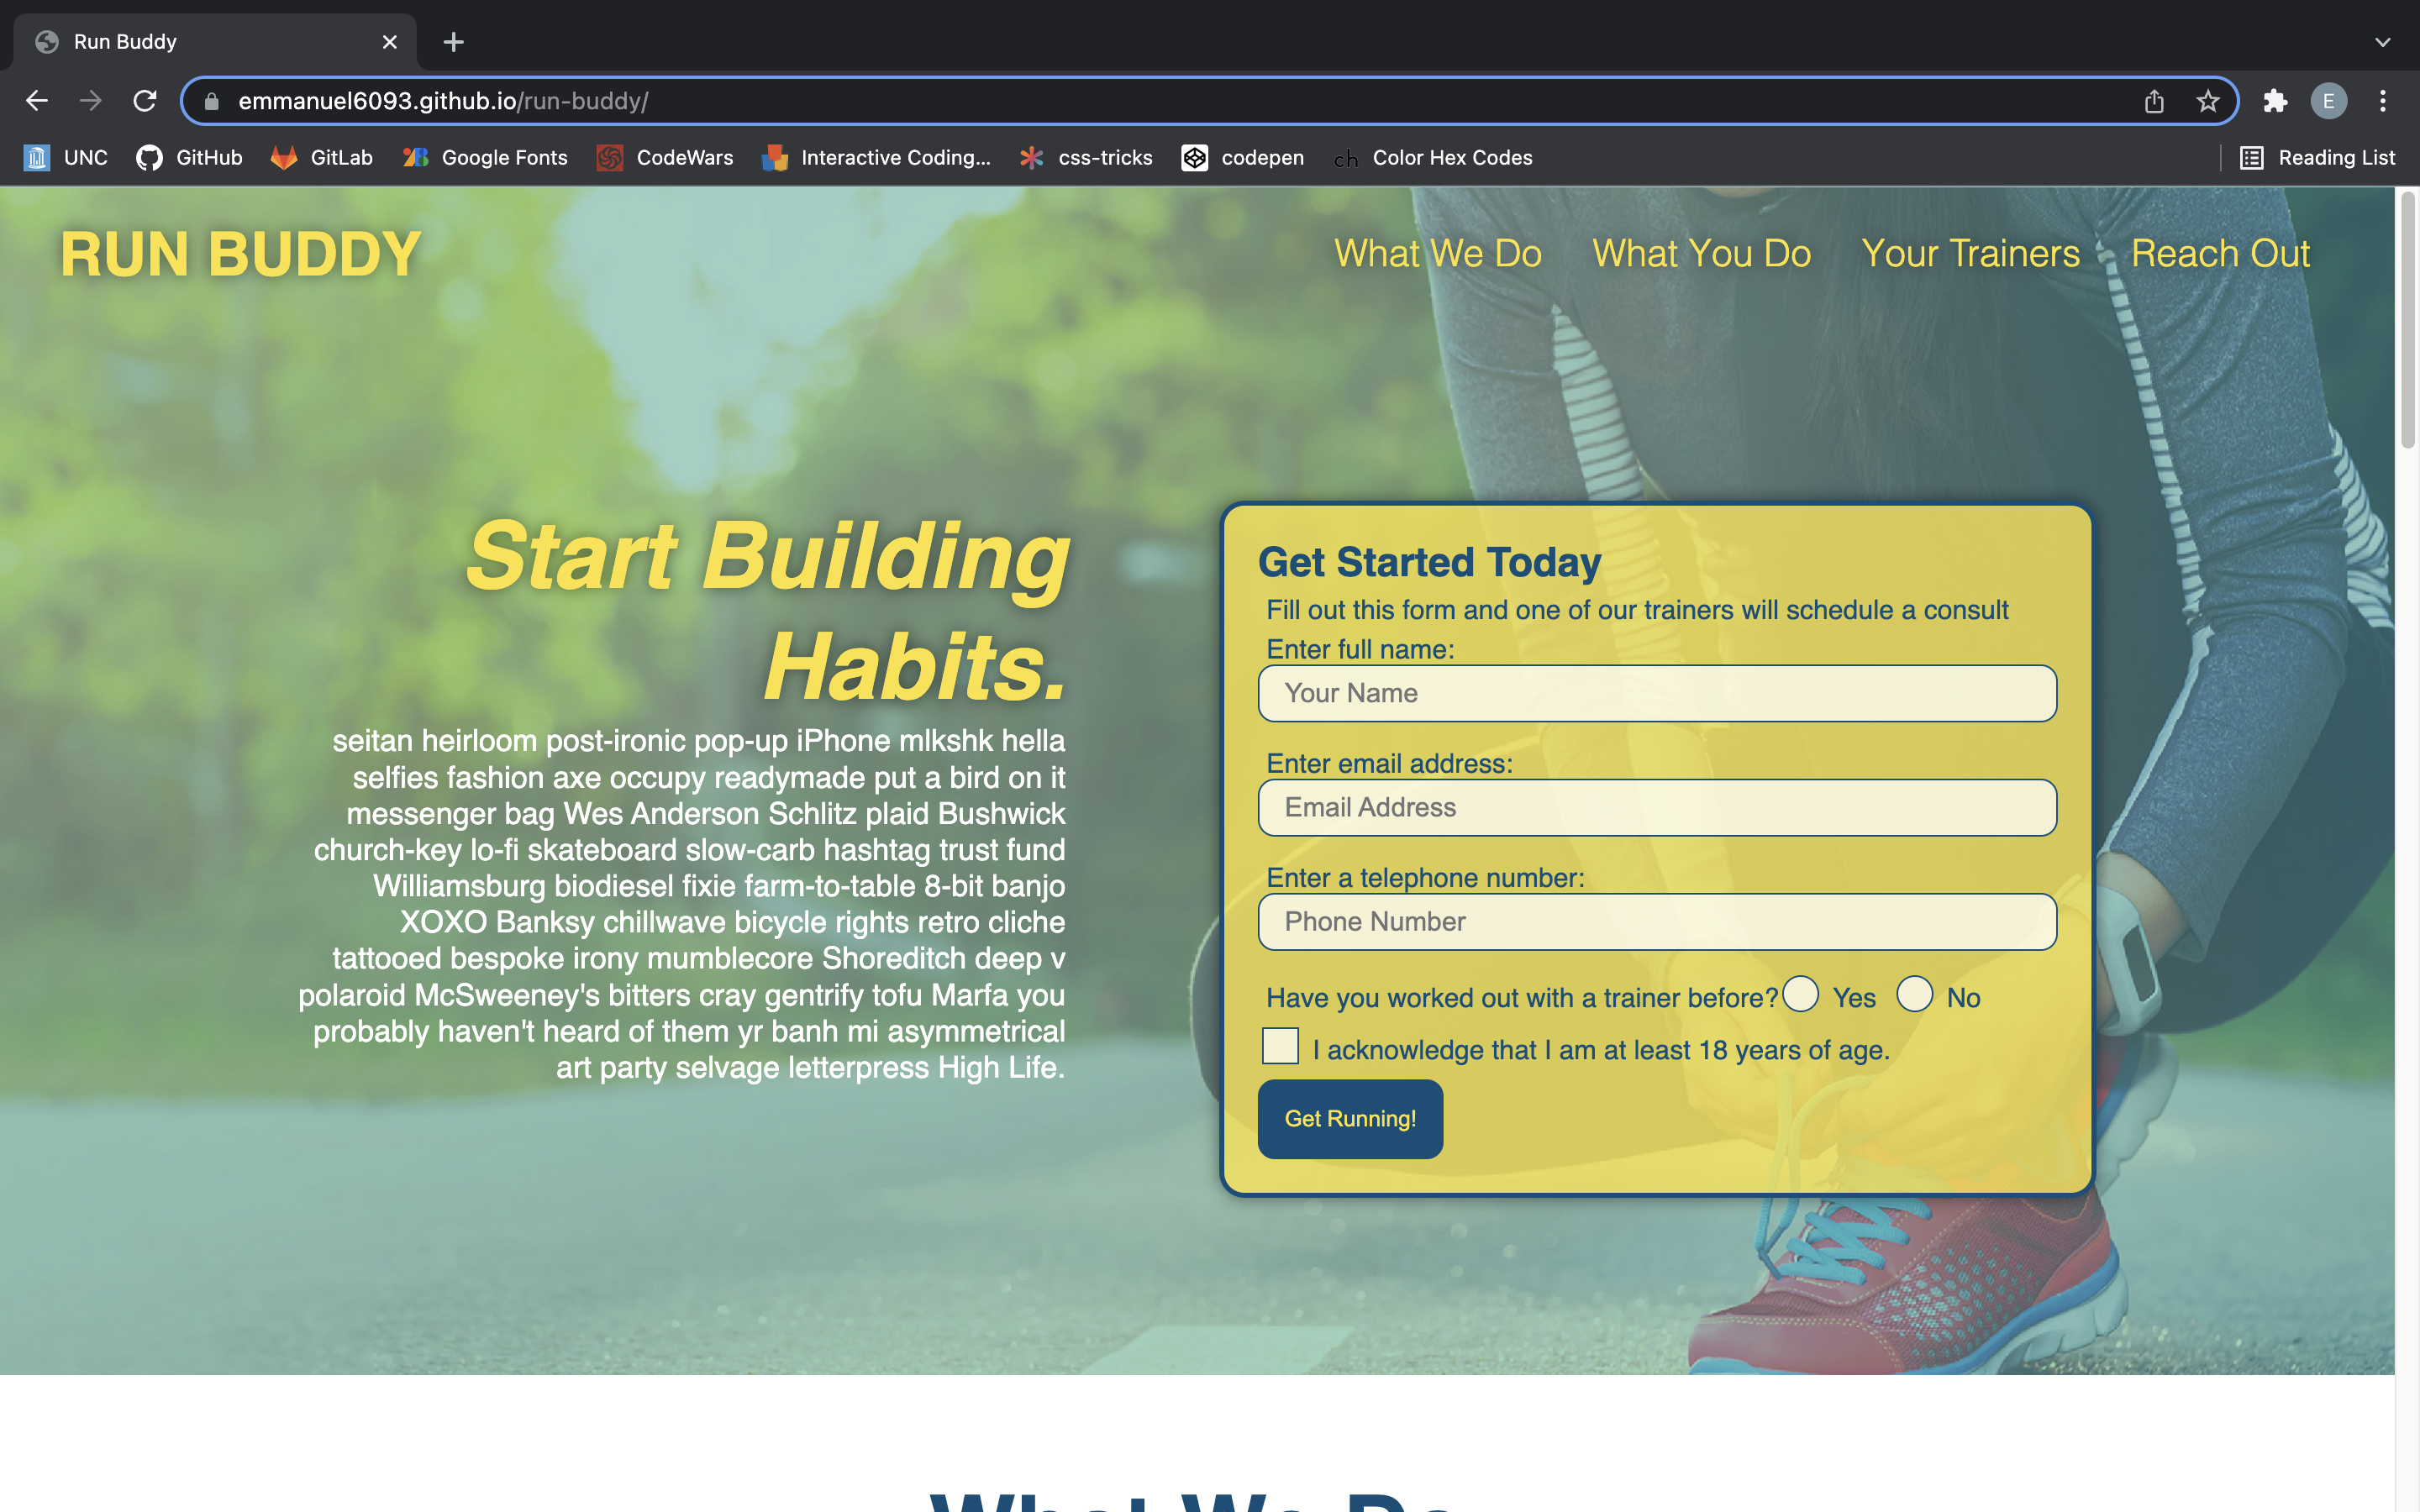 Run Buddy
emmanuel6093.github.io/run-buddy/
E
UNC GitHub GitLab Google Fonts CodeWars Interactive Coding... css-tricks codepen ch Color Hex Codes Reading List
RUN BUDDY
What We Do What You Do Your Trainers Reach Out
Start Building
Habits.
seitan heirloom post-ironic pop-up iPhone mlkshk hella
selfies fashion axe occupy readymade put a bird on it
messenger bag Wes Anderson Schlitz plaid Bushwick
church-key lo-fi skateboard slow-carb hashtag trust fund
Williamsburg biodiesel fixie farm-to-table 8-bit banjo
XOXO Banksy chillwave bicycle rights retro cliche
tattooed bespoke irony mumblecore Shoreditch deep v
polaroid McSweeney's bitters cray gentrify tofu Marfa you
probably haven't heard of them yr banh mi asymmetrical
art party selvage letterpress High Life.
Get Started Today
Fill out this form and one of our trainers will schedule a consult
Enter full name:
Your Name
Enter email address:
Email Address
Enter a telephone number:
Phone Number
Have you worked out with a trainer before? Yes No
I acknowledge that I am at least 18 years of age.
Get Running!
What We Do